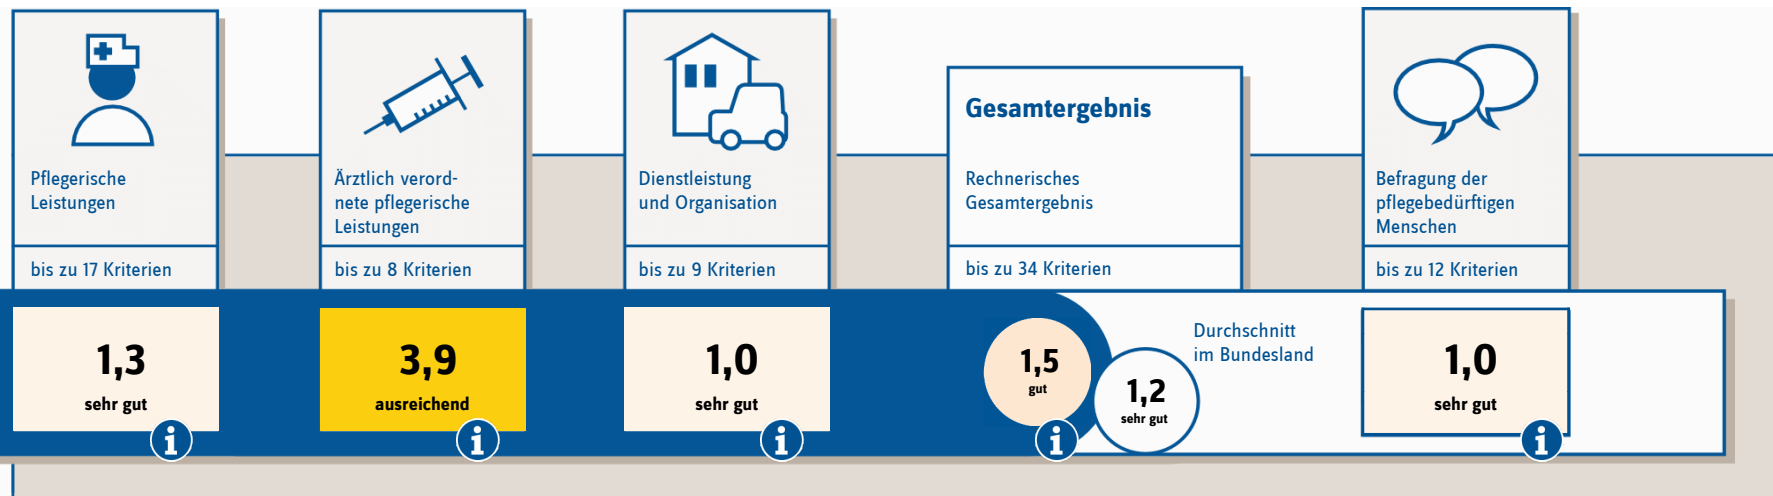 Pflegerische
Leistungen
bis zu 17 Kriterien
1,3
sehr gut
i
Ärztlich verord-
nete pflegerische
Leistungen
bis zu 8 Kriterien
3,9
ausreichend
i
Dienstleistung
und Organisation
bis zu 9 Kriterien
1,0
sehr gut
i
Gesamtergebnis
Rechnerisches
Gesamtergebnis
bis zu 34 Kriterien
1,5
gut
i
Durchschnitt
im Bundesland
1,2
sehr gut
Befragung der
pflegebedürftigen
Menschen
bis zu 12 Kriterien
1,0
sehr gut
i